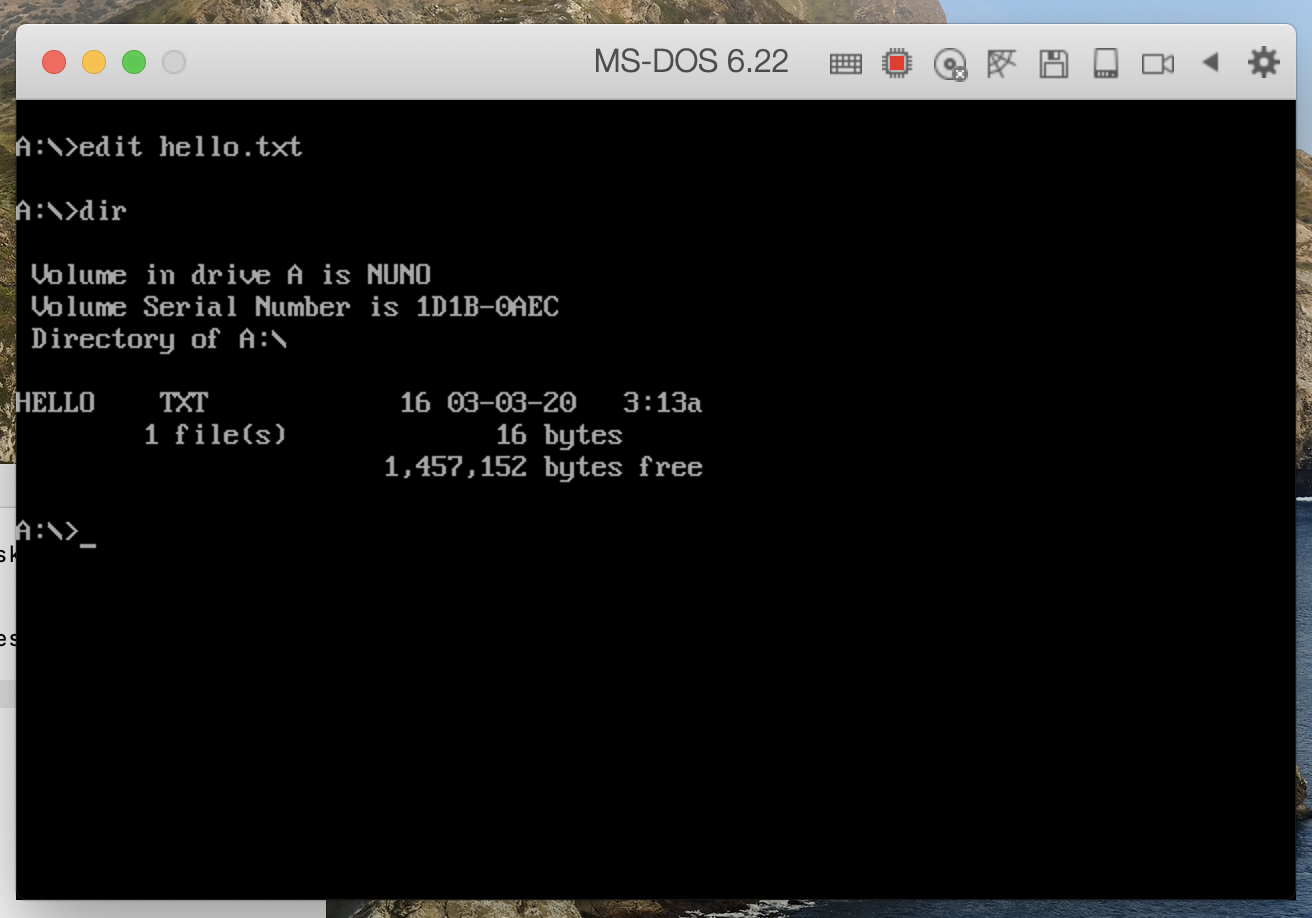 MS-DOS 6.22
A:\>edit hello.txt
A:\>dir
Volume in drive A is NUNO
Volume Serial Number is 1D1B-0AEC
Directory of A:\
HELLO    TXT            16 03-03-20   3:13a
1 file(s)             16 bytes
1,457,152 bytes free
A:\>_